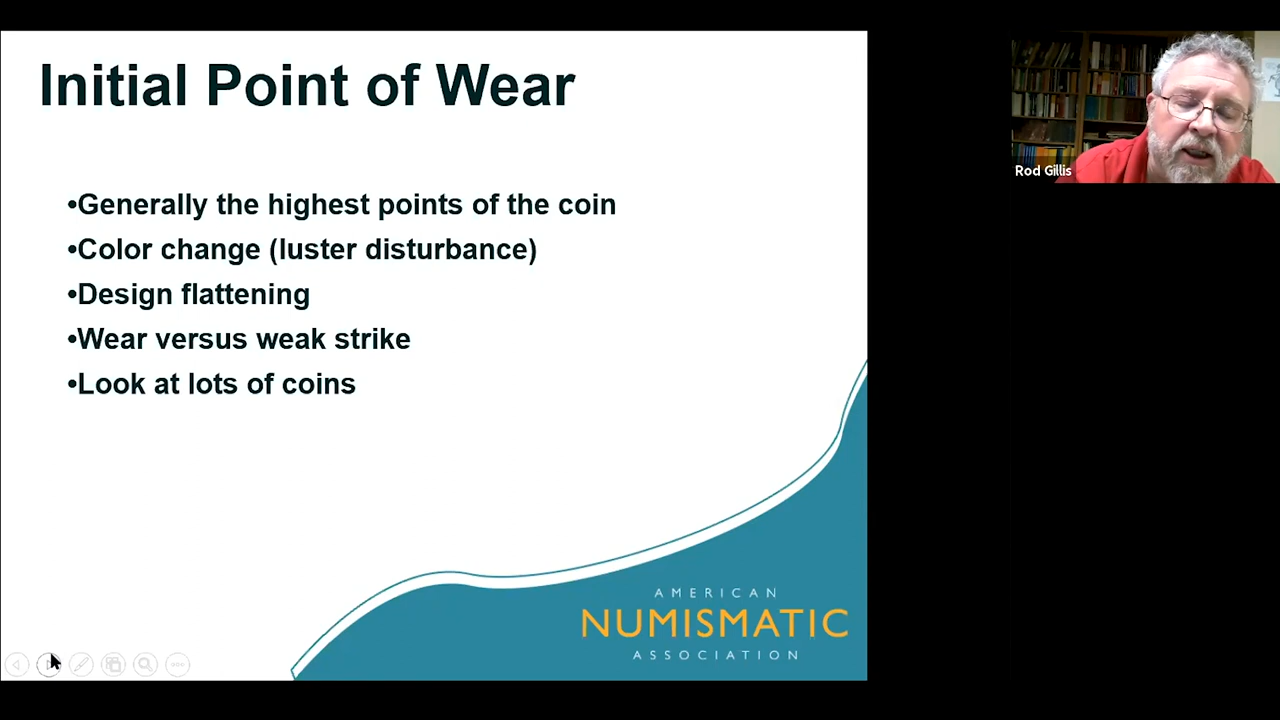 Initial Point of Wear
•Generally the highest points of the coin
•Color change (luster disturbance)
•Design flattening
•Wear versus weak strike
•Look at lots of coins
AMERICAN
NUMISMATIC
ASSOCIATION
Rod Gillis